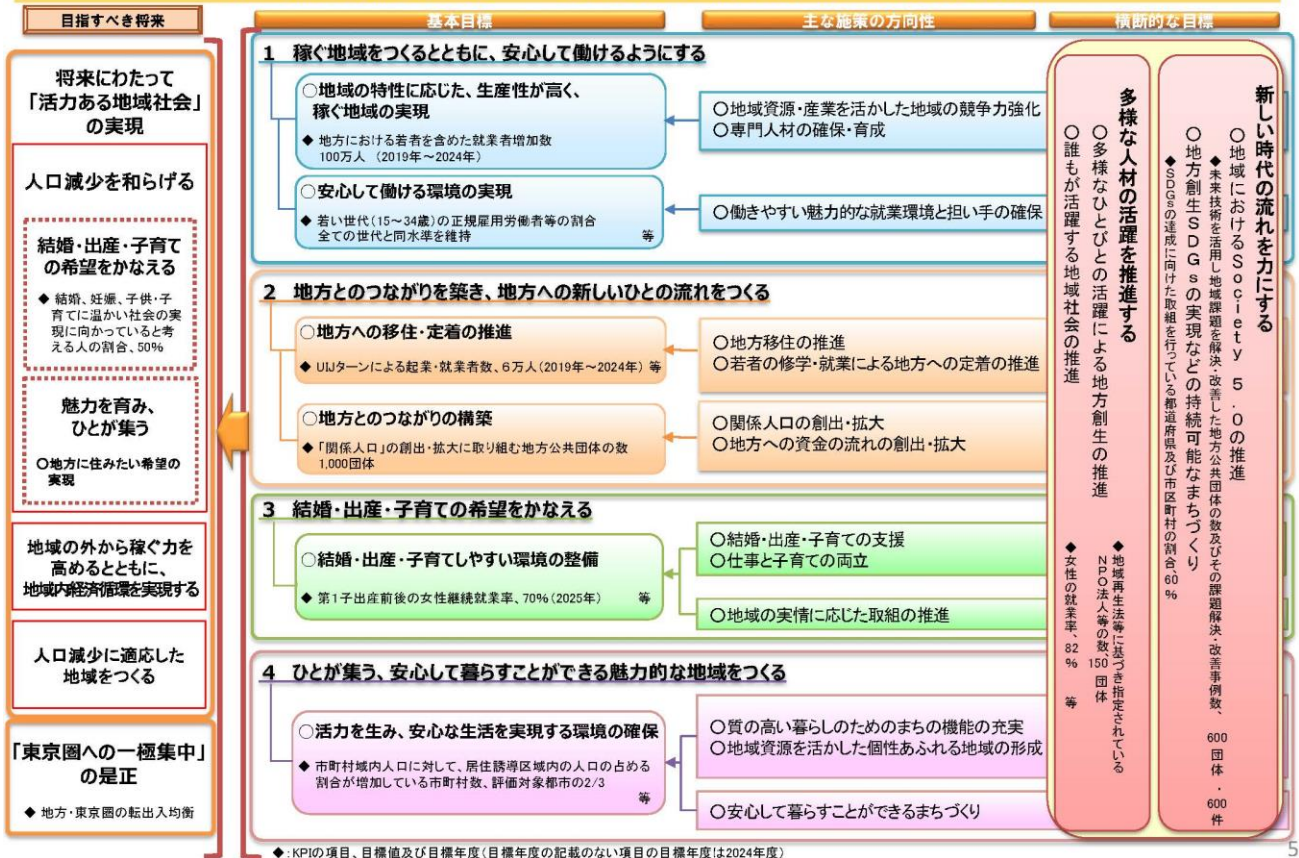 目指すべき将来
将来にわたって
「活力ある地域社会」
の実現
人口減少を和らげる
結婚・出産・子育て
の希望をかなえる
◆ 結婚、妊娠、子供・子
育てに温かい社会の実
現に向かっていると考
える人の割合、50%
魅力を育み、
ひとが集う
○地方に住みたい希望の
実現
地域の外から稼ぐ力を
高めるとともに、
地域内経済循環を実現する
人口減少に適応した
地域をつくる
「東京圏への一極集中」
の是正
◆ 地方・東京圏の転出入均衡
基本目標
主な施策の方向性
横断的な目標
1 稼ぐ地域をつくるとともに、安心して働けるようにする
○地域の特性に応じた、生産性が高く、
稼ぐ地域の実現
◆ 地方における若者を含めた就業者増加数
100万人 (2019年~2024年)
○地域資源・産業を活かした地域の競争力強化
○専門人材の確保・育成
○安心して働ける環境の実現
◆ 若い世代(15~34歳)の正規雇用労働者等の割合
全ての世代と同水準を維持 等
○働きやすい魅力的な就業環境と担い手の確保
2 地方とのつながりを築き、地方への新しいひとの流れをつくる
○地方への移住・定着の推進
◆ UIJターンによる起業・就業者数、6万人(2019年~2024年) 等
○地方移住の推進
○若者の修学・就業による地方への定着の推進
○地方とのつながりの構築
◆ 「関係人口」の創出・拡大に取り組む地方公共団体の数
1,000団体
○関係人口の創出・拡大
○地方への資金の流れの創出・拡大
3 結婚・出産・子育ての希望をかなえる
○結婚・出産・子育てしやすい環境の整備
◆ 第1子出産前後の女性継続就業率、70%(2025年) 等
○結婚・出産・子育ての支援
○仕事と子育ての両立
○地域の実情に応じた取組の推進
4 ひとが集う、安心して暮らすことができる魅力的な地域をつくる
○活力を生み、安心な生活を実現する環境の確保
◆ 市町村域内人口に対して、居住誘導区域内の人口の占める
割合が増加している市町村数、評価対象都市の2/3
等
○質の高い暮らしのためのまちの機能の充実
○地域資源を活かした個性あふれる地域の形成
○安心して暮らすことができるまちづくり
新しい時代の流れを力にする
○地域におけるSociety 5.0の推進
◆未来技術を活用し地域課題を解決・改善した地方公共団体の数及びその課題解決・改善事例数、600団体・600件
○地方創生SDGsの実現などの持続可能なまちづくり
◆SDGsの達成に向けた取組を行っている都道府県及び市区町村の割合、60%
多様な人材の活躍を推進する
○多様なひとびとの活躍による地方創生の推進
◆地域再生法等に基づき指定されている
NPO法人等の数、150団体
○誰もが活躍する地域社会の推進
◆女性の就業率、82% 等
◆:KPIの項目、目標値及び目標年度(目標年度の記載のない項目の目標年度は2024年度)
5